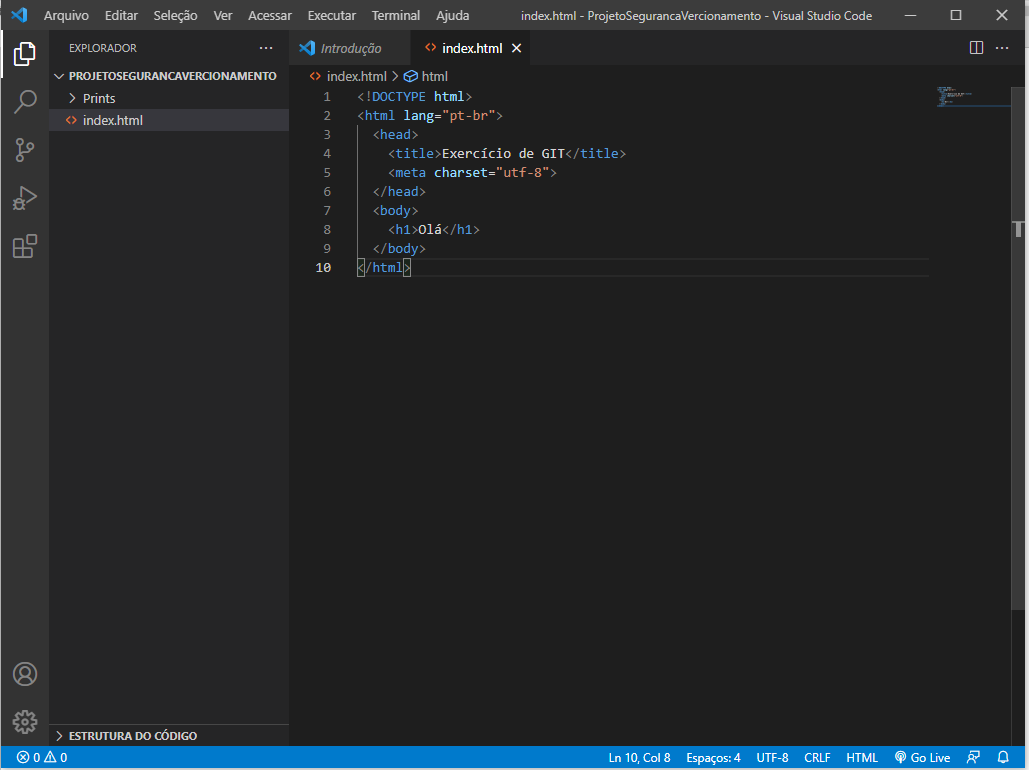 Arquivo Editar Seleção Ver Acessar Executar Terminal Ajuda index.html - ProjetoSegurancaVercionamento - Visual Studio Code
EXPLORADOR
PROJETOSEGURANCAVERCIONAMENTO
Prints
index.html
Introdução index.html
index.html > html
1 <!DOCTYPE html>
2 <html lang="pt-br">
3 <head>
4 <title>Exercício de GIT</title>
5 <meta charset="utf-8">
6 </head>
7 <body>
8 <h1>Olá</h1>
9 </body>
10 </html>
ESTRUTURA DO CÓDIGO
0 0 Ln 10, Col 8 Espaços: 4 UTF-8 CRLF HTML Go Live